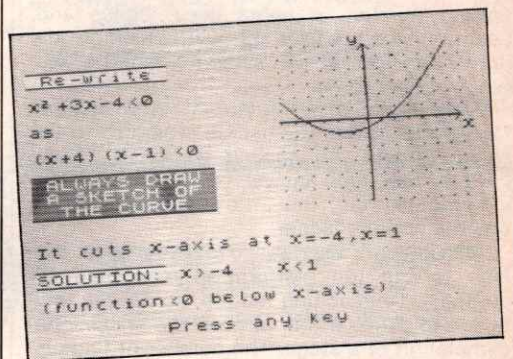 Re-write
x²+3x-4<0
as
(x+4)(x-1)<0
ALWAYS DRAW
A SKETCH OF
THE CURVE
y
x
It cuts x-axis at x=-4,x=1
SOLUTION: x>-4 x<1
(function<0 below x-axis)
Press any key